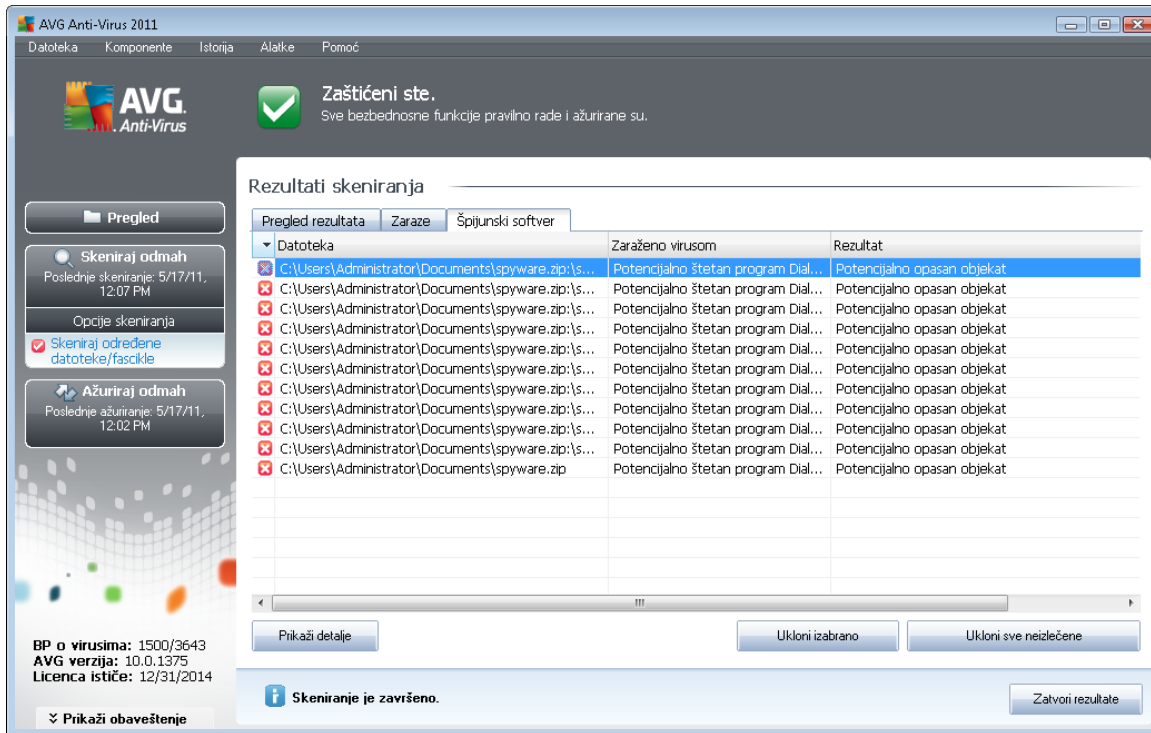 AVG Anti-Virus 2011
Datoteka Komponente Istorija Alatke Pomoć
AVG.
Anti-Virus
Zaštićeni ste.
Sve bezbednosne funkcije pravilno rade i ažurirane su.
Pregled
Skeniraj odmah
Poslednje skeniranje: 5/17/11,
12:07 PM
Opcije skeniranja
Skeniraj određene
datoteke/fascikle
Ažuriraj odmah
Poslednje ažuriranje: 5/17/11,
12:02 PM
BP o virusima: 1500/3643
AVG verzija: 10.0.1375
Licenca ističe: 12/31/2014
Prikaži obaveštenje
Rezultati skeniranja
Pregled rezultata Zaraze Špijunski softver
Datoteka Zaraženo virusom Rezultat
C:\Users\Administrator\Documents\spyware.zip:\s... Potencijalno štetan program Dial... Potencijalno opasan objekat
C:\Users\Administrator\Documents\spyware.zip:\s... Potencijalno štetan program Dial... Potencijalno opasan objekat
C:\Users\Administrator\Documents\spyware.zip:\s... Potencijalno štetan program Dial... Potencijalno opasan objekat
C:\Users\Administrator\Documents\spyware.zip:\s... Potencijalno štetan program Dial... Potencijalno opasan objekat
C:\Users\Administrator\Documents\spyware.zip:\s... Potencijalno štetan program Dial... Potencijalno opasan objekat
C:\Users\Administrator\Documents\spyware.zip:\s... Potencijalno štetan program Dial... Potencijalno opasan objekat
C:\Users\Administrator\Documents\spyware.zip:\s... Potencijalno štetan program Dial... Potencijalno opasan objekat
C:\Users\Administrator\Documents\spyware.zip:\s... Potencijalno štetan program Dial... Potencijalno opasan objekat
C:\Users\Administrator\Documents\spyware.zip:\s... Potencijalno štetan program Dial... Potencijalno opasan objekat
C:\Users\Administrator\Documents\spyware.zip:\s... Potencijalno štetan program Dial... Potencijalno opasan objekat
C:\Users\Administrator\Documents\spyware.zip Potencijalno štetan program Dial... Potencijalno opasan objekat
Prikaži detalje Ukloni izabrano Ukloni sve neizlečene
Skeniranje je završeno.
Zatvori rezultate